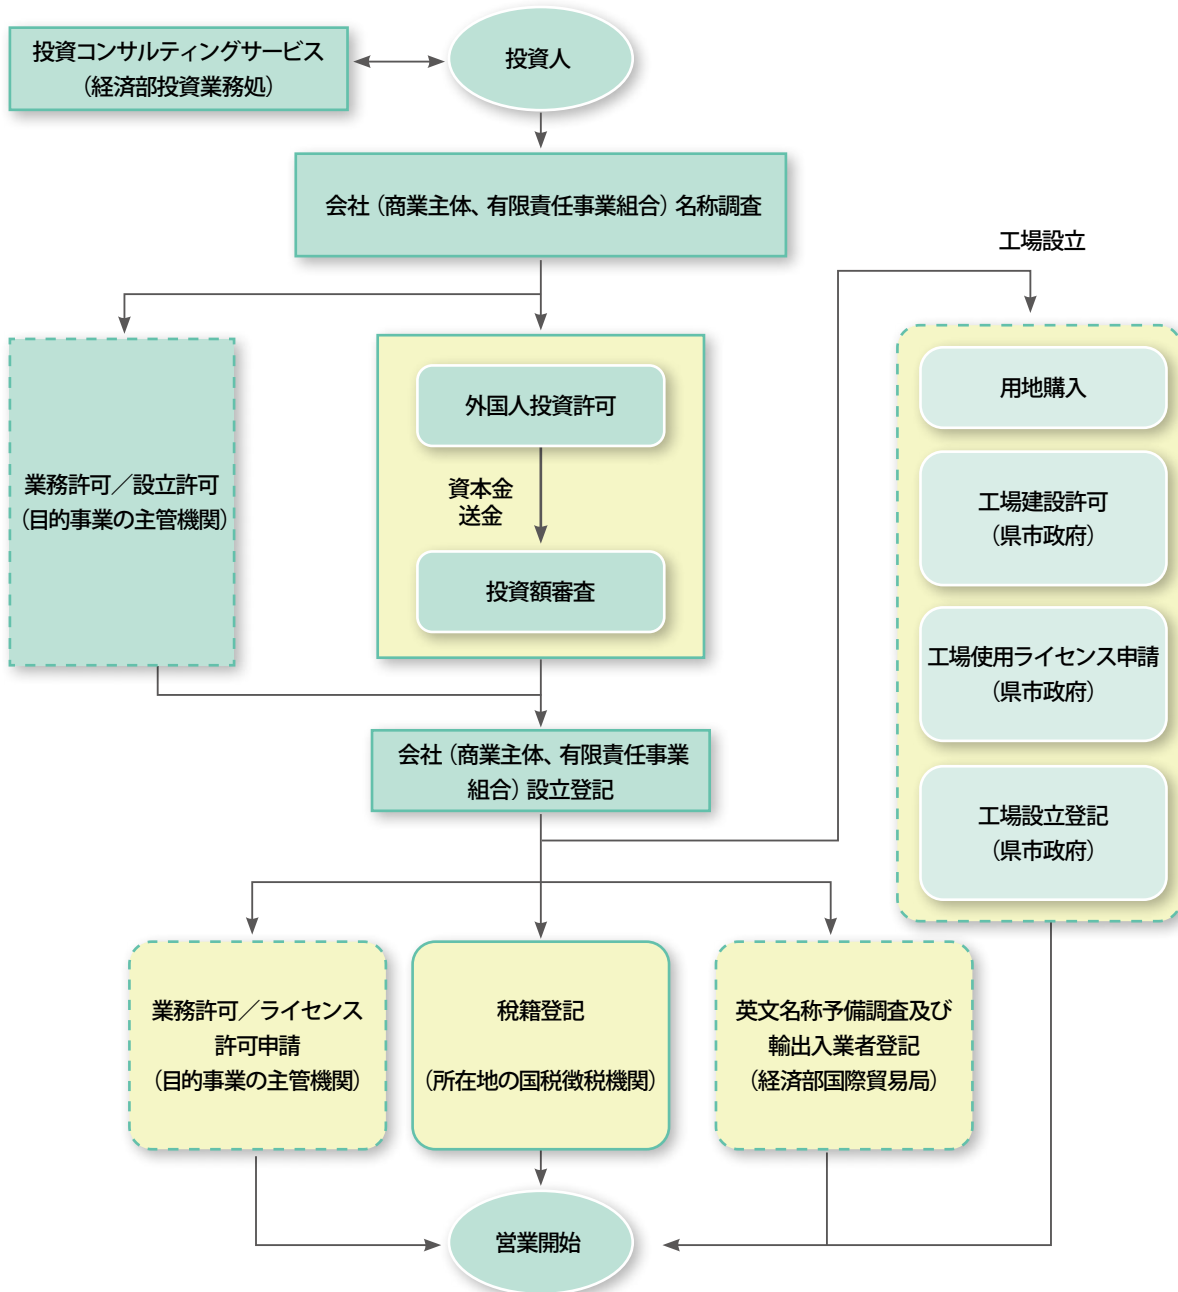 投資コンサルティングサービス
（経済部投資業務処）
投資人
会社（商業主体、有限責任事業組合）名称調査
工場設立
業務許可／設立許可
（目的事業の主管機関）
外国人投資許可
資本金
送金
投資額審査
用地購入
工場建設許可
（県市政府）
工場使用ライセンス申請
（県市政府）
工場設立登記
（県市政府）
会社（商業主体、有限責任事業
組合）設立登記
業務許可／ライセンス
許可申請
（目的事業の主管機関）
税籍登記
（所在地の国税徴税機関）
英文名称予備調査及び
輸出入業者登記
（経済部国際貿易局）
営業開始